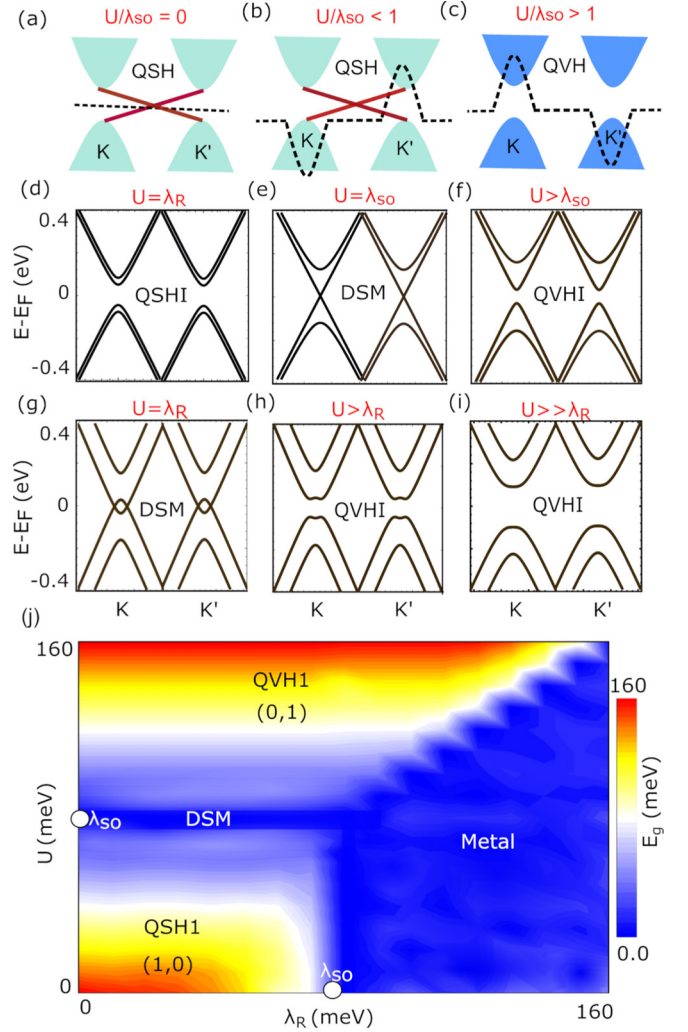 (a) U/λso = 0 (b) U/λso < 1 (c) U/λso > 1
QSH QSH QVH
K K' K K' K K'
(d) U=λR (e) U=λso (f) U>λso
0.4
QSHI DSM QVHI
0
-0.4
E-EF (eV)
(g) U=λR (h) U>λR (i) U>>λR
0.4
DSM QVHI QVHI
0
-0.4
E-EF (eV)
K K' K K' K K'
(j)
160
QVH1
(0,1)
160
λso DSM
Metal
U (meV)
Eg (meV)
QSH1
(1,0)
0.0
λso
0
0 λR (meV) 160